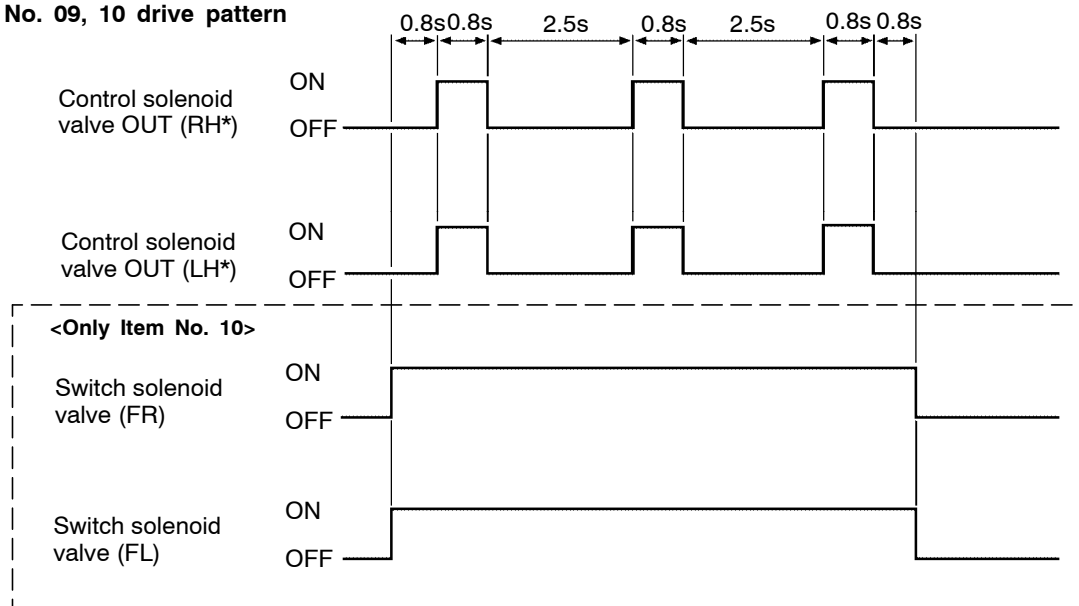 No. 09, 10 drive pattern
0.8s 0.8s 2.5s 0.8s 2.5s 0.8s 0.8s
Control solenoid
valve OUT (RH*)
ON
OFF
Control solenoid
valve OUT (LH*)
ON
OFF
<Only Item No. 10>
Switch solenoid
valve (FR)
ON
OFF
Switch solenoid
valve (FL)
ON
OFF